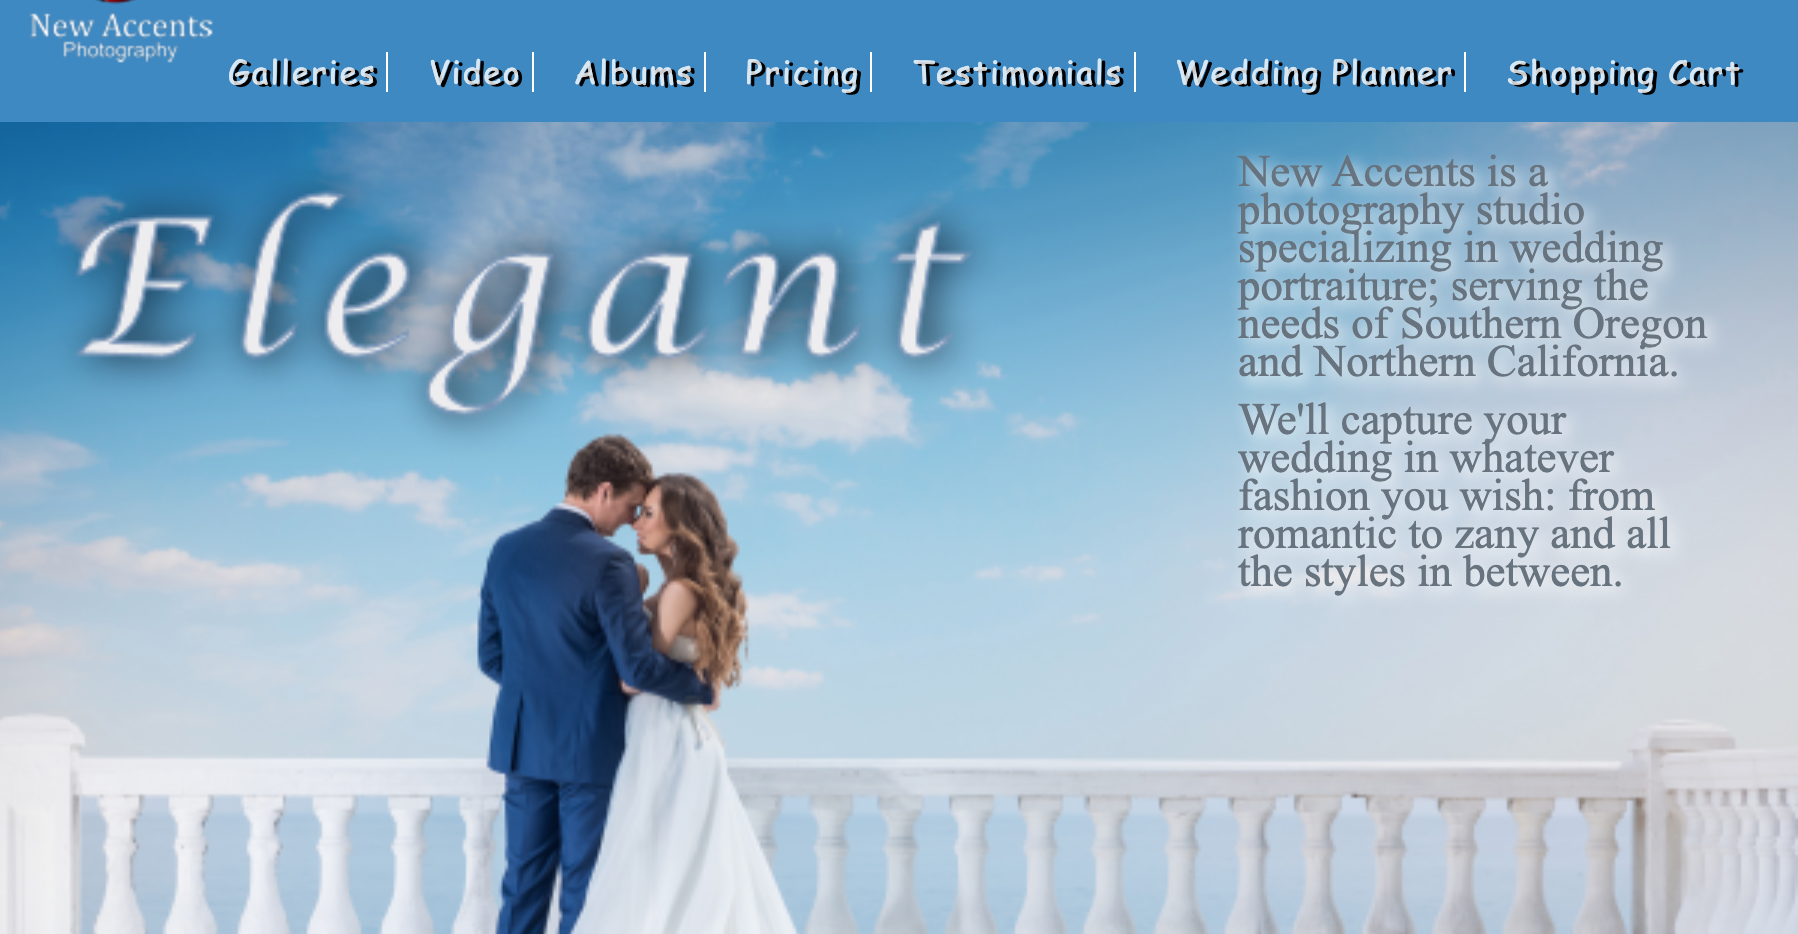 New Accents
Photography
Galleries
Video
Albums
Pricing
Testimonials
Wedding Planner
Shopping Cart
Elegant
New Accents is a
photography studio
specializing in wedding
portraiture; serving the
needs of Southern Oregon
and Northern California.
We'll capture your
wedding in whatever
fashion you wish: from
romantic to zany and all
the styles in between.